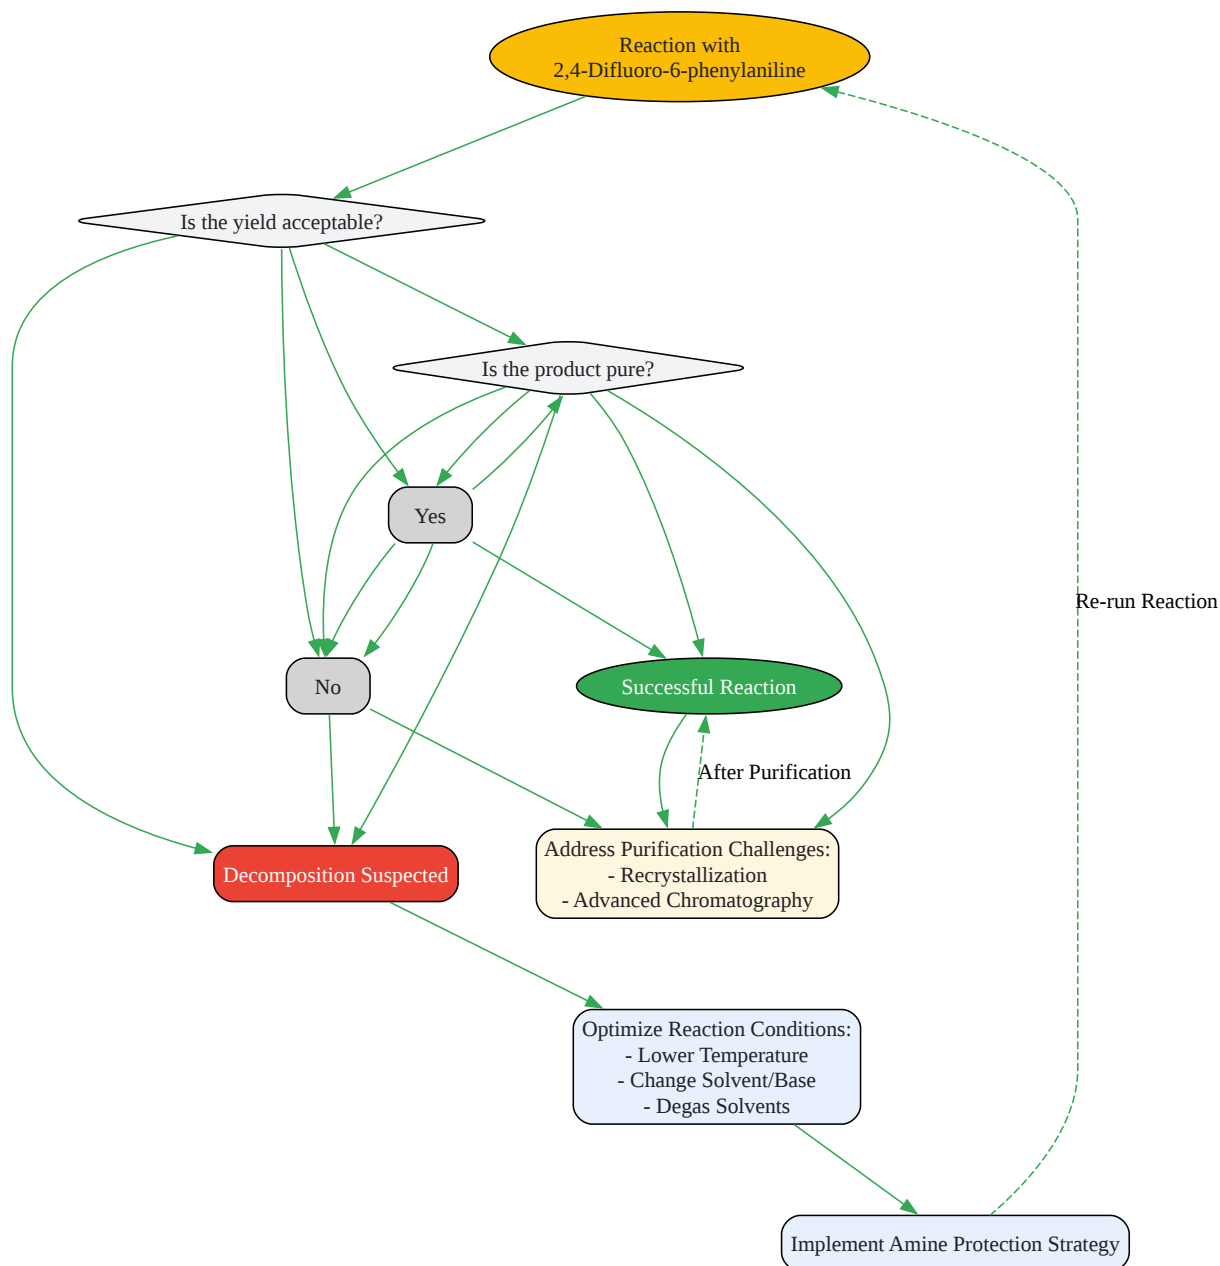 Reaction with
2,4-Difluoro-6-phenylaniline
Is the yield acceptable?
Is the product pure?
Yes
Re-run Reaction
No
Successful Reaction
After Purification
Decomposition Suspected
Address Purification Challenges:
- Recrystallization
- Advanced Chromatography
Optimize Reaction Conditions:
- Lower Temperature
- Change Solvent/Base
- Degas Solvents
Implement Amine Protection Strategy